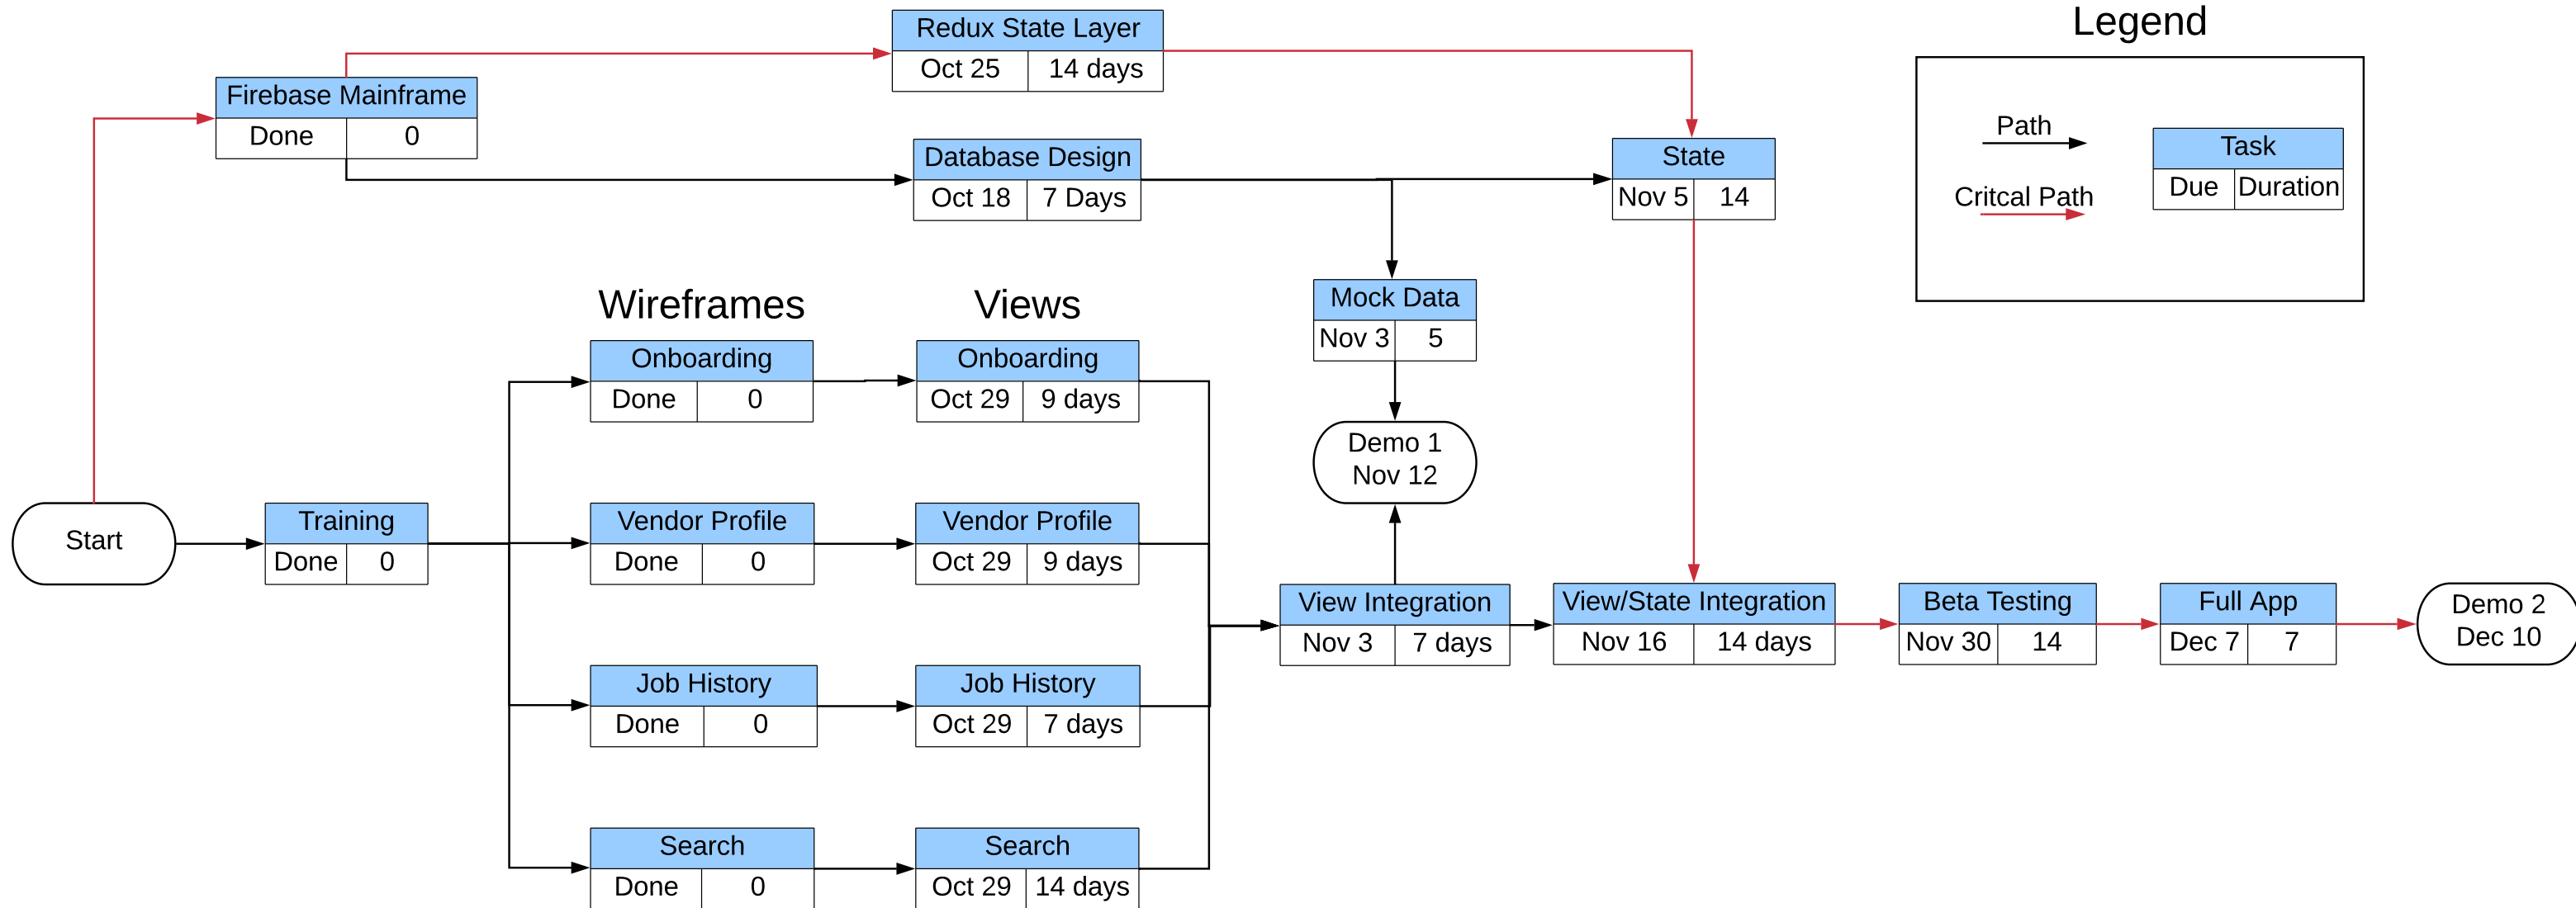 Legend
Path
Critcal Path
Task
Due Duration
Redux State Layer
Oct 25 14 days
Firebase Mainframe
Done 0
Database Design
Oct 18 7 Days
State
Nov 5 14
Mock Data
Nov 3 5
Demo 1
Nov 12
Wireframes
Views
Onboarding
Done 0
Onboarding
Oct 29 9 days
Start
Training
Done 0
Vendor Profile
Done 0
Vendor Profile
Oct 29 9 days
Job History
Done 0
Job History
Oct 29 7 days
Search
Done 0
Search
Oct 29 14 days
View Integration
Nov 3 7 days
View/State Integration
Nov 16 14 days
Beta Testing
Nov 30 14
Full App
Dec 7 7
Demo 2
Dec 10